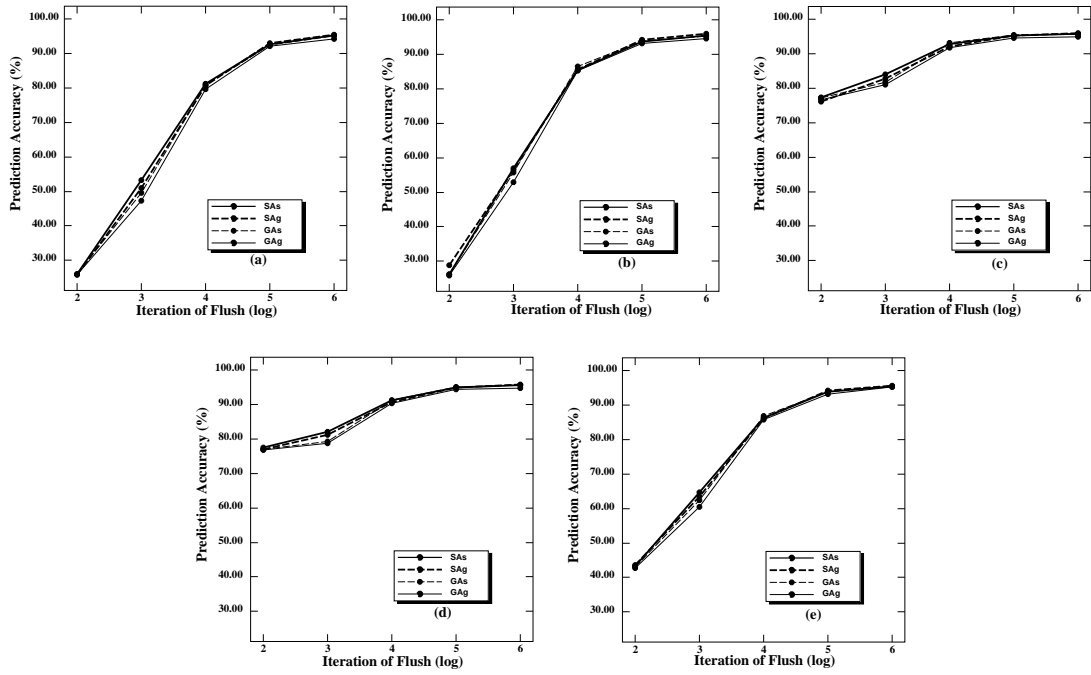 Prediction Accuracy (%)
100.00
90.00
80.00
70.00
60.00
50.00
40.00
30.00
SAs
SAg
GAs
GAg
(a)
2 3 4 5 6
Iteration of Flush (log)
Prediction Accuracy (%)
100.00
90.00
80.00
70.00
60.00
50.00
40.00
30.00
SAs
SAg
GAs
GAg
(b)
2 3 4 5 6
Iteration of Flush (log)
Prediction Accuracy (%)
100.00
90.00
80.00
70.00
60.00
50.00
40.00
30.00
SAs
SAg
GAs
GAg
(c)
2 3 4 5 6
Iteration of Flush (log)
Prediction Accuracy (%)
100.00
90.00
80.00
70.00
60.00
50.00
40.00
30.00
SAs
SAg
GAs
GAg
(d)
2 3 4 5 6
Iteration of Flush (log)
Prediction Accuracy (%)
100.00
90.00
80.00
70.00
60.00
50.00
40.00
30.00
SAs
SAg
GAs
GAg
(e)
2 3 4 5 6
Iteration of Flush (log)